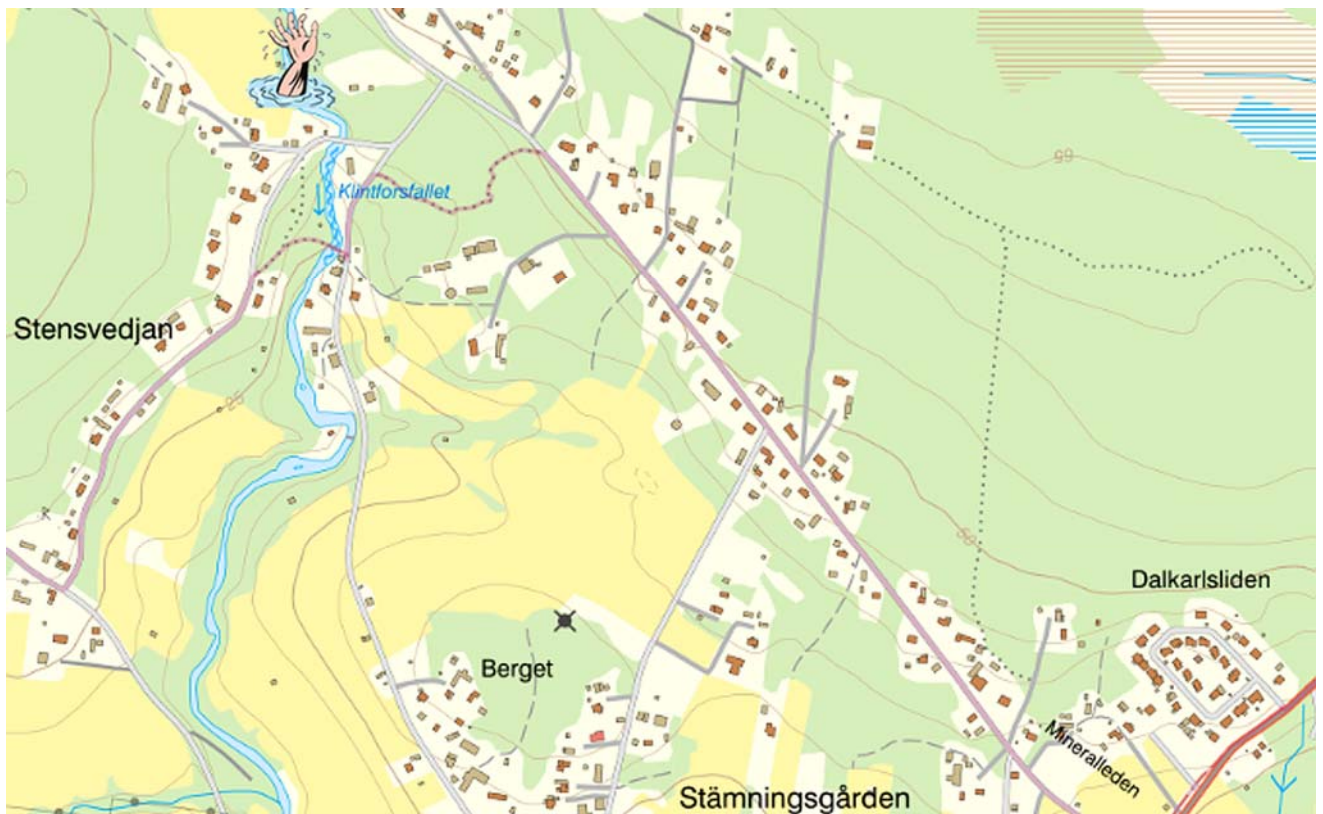 Klintforsfallet
Stensvedjan
Dalkarlsliden
Berget
Mineralleden
Stämningsgården